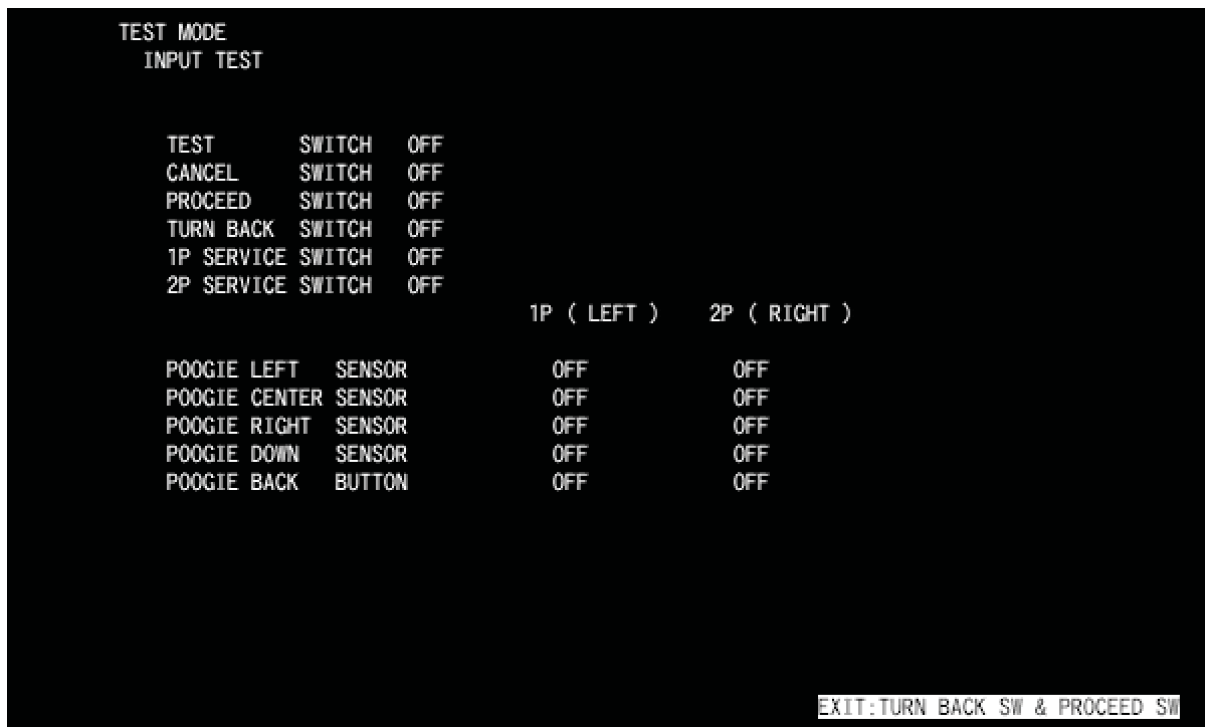 TEST MODE
INPUT TEST
TEST SWITCH OFF
CANCEL SWITCH OFF
PROCEED SWITCH OFF
TURN BACK SWITCH OFF
1P SERVICE SWITCH OFF
2P SERVICE SWITCH OFF
1P ( LEFT ) 2P ( RIGHT )
POOGIE LEFT SENSOR OFF OFF
POOGIE CENTER SENSOR OFF OFF
POOGIE RIGHT SENSOR OFF OFF
POOGIE DOWN SENSOR OFF OFF
POOGIE BACK BUTTON OFF OFF
EXIT:TURN BACK SW & PROCEED SW